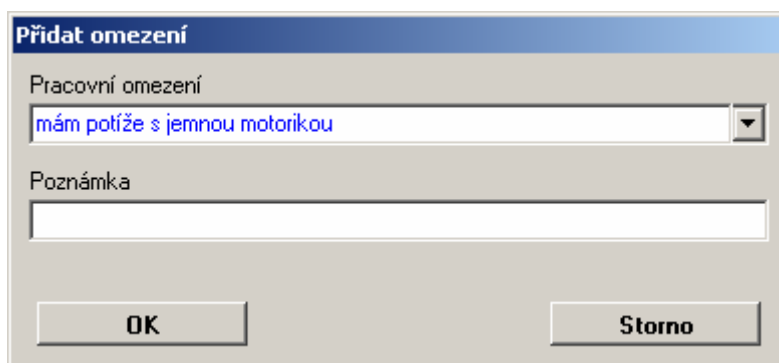 Přidat omezení
Pracovní omezení
mám potíže s jemnou motorikou
Poznámka
OK
Storno